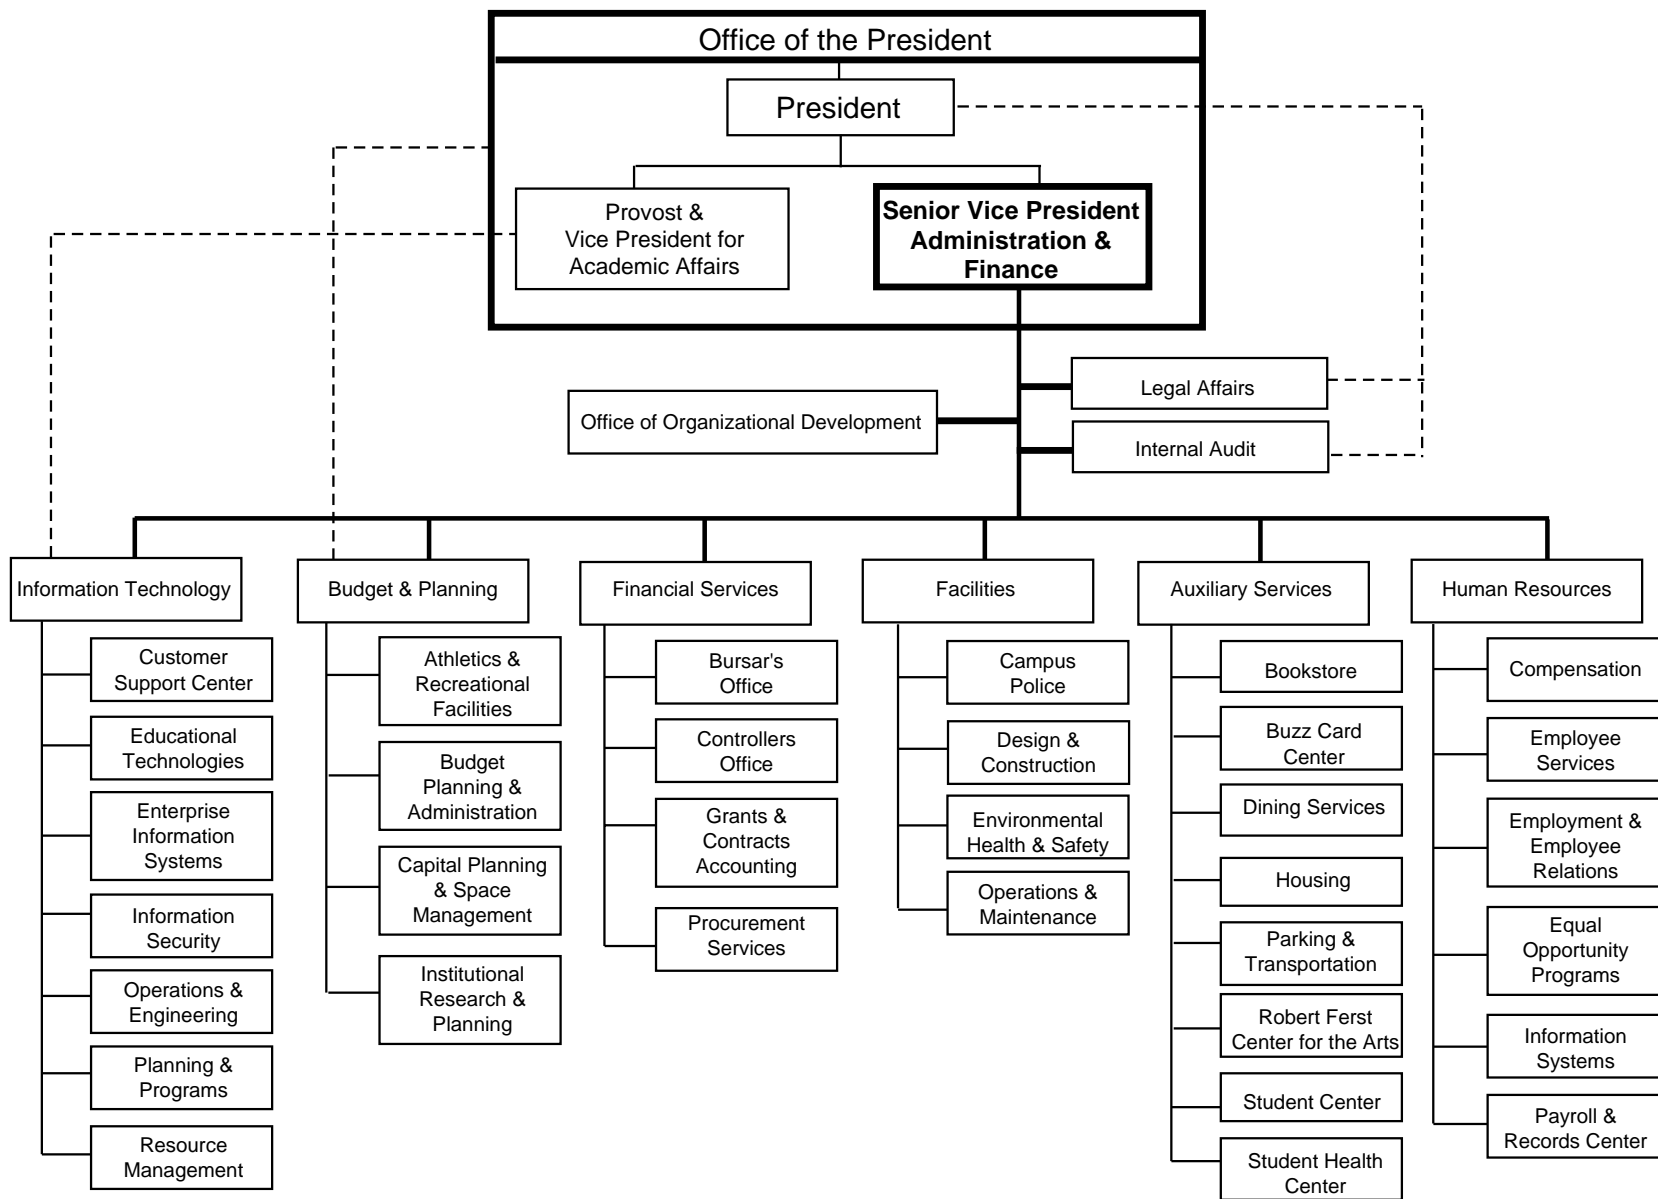 Office of the President
President
Provost &
Vice President for
Academic Affairs
Senior Vice President
Administration &
Finance
Legal Affairs
Office of Organizational Development
Internal Audit
Information Technology
Budget & Planning
Financial Services
Facilities
Auxiliary Services
Human Resources
Customer
Support Center
Educational
Technologies
Enterprise
Information
Systems
Information
Security
Operations &
Engineering
Planning &
Programs
Resource
Management
Athletics &
Recreational
Facilities
Budget
Planning &
Administration
Capital Planning
& Space
Management
Institutional
Research &
Planning
Bursar's
Office
Controllers
Office
Grants &
Contracts
Accounting
Procurement
Services
Campus
Police
Design &
Construction
Environmental
Health & Safety
Operations &
Maintenance
Bookstore
Buzz Card
Center
Dining Services
Housing
Parking &
Transportation
Robert Ferst
Center for the Arts
Student Center
Student Health
Center
Compensation
Employee
Services
Employment &
Employee
Relations
Equal
Opportunity
Programs
Information
Systems
Payroll &
Records Center